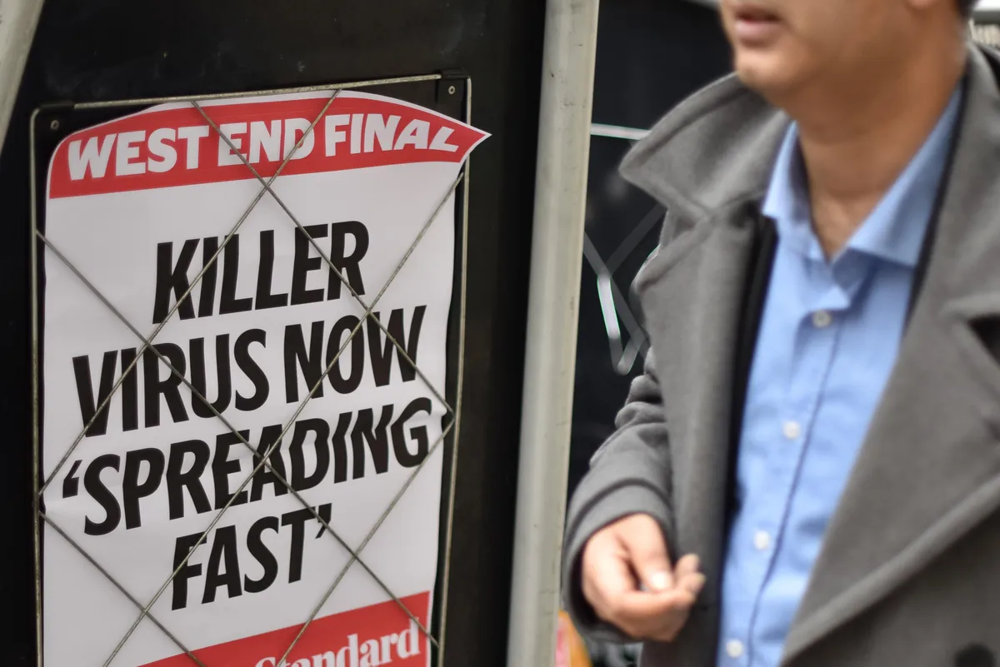 WEST END FINAL
KILLER
VIRUS NOW
‘SPREADING
FAST’
Standard